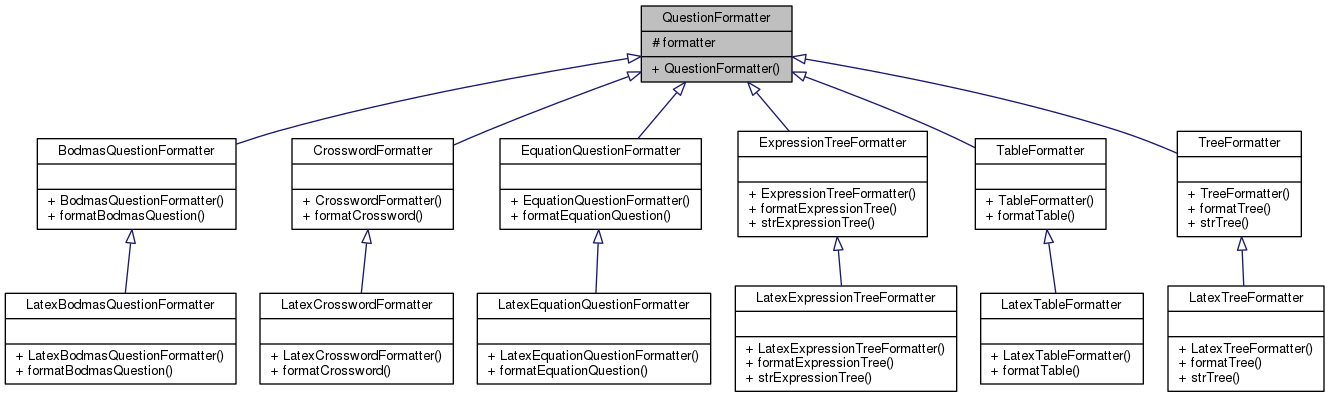 QuestionFormatter
# formatter
+ QuestionFormatter()
BodmasQuestionFormatter
+ BodmasQuestionFormatter()
+ formatBodmasQuestion()
CrosswordFormatter
+ CrosswordFormatter()
+ formatCrossword()
EquationQuestionFormatter
+ EquationQuestionFormatter()
+ formatEquationQuestion()
ExpressionTreeFormatter
+ ExpressionTreeFormatter()
+ formatExpressionTree()
+ strExpressionTree()
TableFormatter
+ TableFormatter()
+ formatTable()
TreeFormatter
+ TreeFormatter()
+ formatTree()
+ strTree()
LatexBodmasQuestionFormatter
+ LatexBodmasQuestionFormatter()
+ formatBodmasQuestion()
LatexCrosswordFormatter
+ LatexCrosswordFormatter()
+ formatCrossword()
LatexEquationQuestionFormatter
+ LatexEquationQuestionFormatter()
+ formatEquationQuestion()
LatexExpressionTreeFormatter
+ LatexExpressionTreeFormatter()
+ formatExpressionTree()
+ strExpressionTree()
LatexTableFormatter
+ LatexTableFormatter()
+ formatTable()
LatexTreeFormatter
+ LatexTreeFormatter()
+ formatTree()
+ strTree()